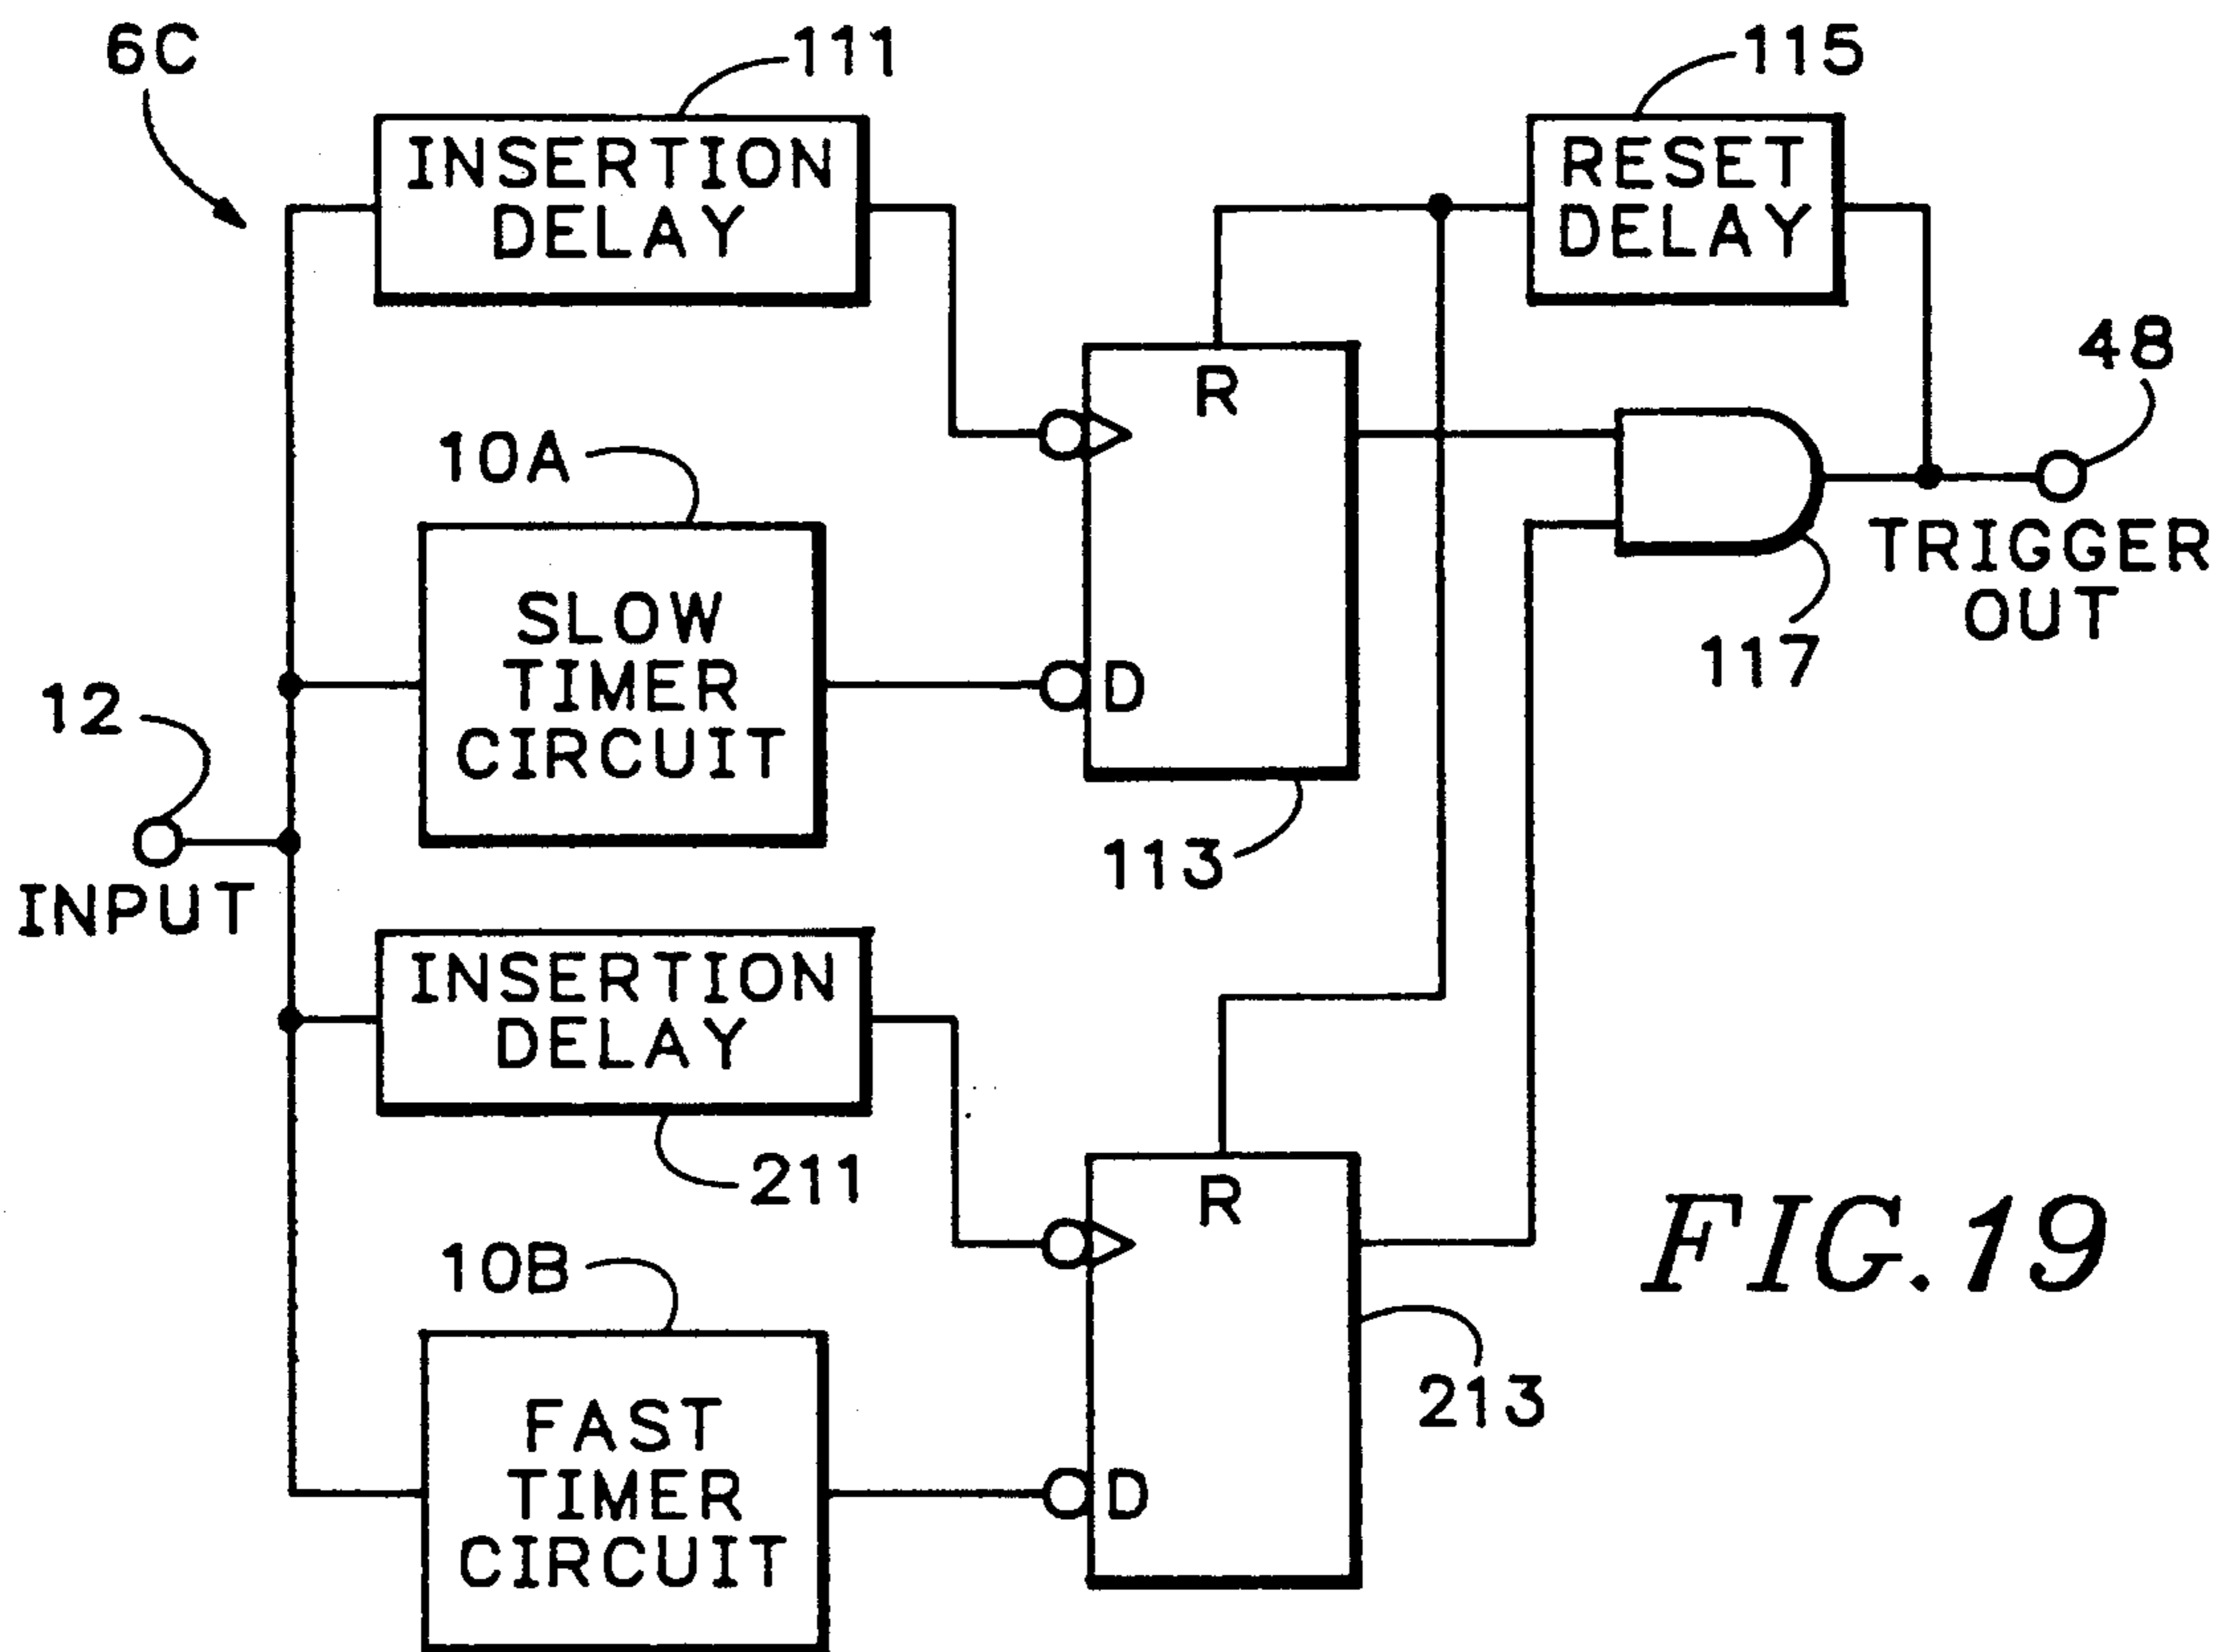 6C
111
115
INSERTION
DELAY
RESET
DELAY
48
R
10A
TRIGGER
OUT
117
SLOW
TIMER
CIRCUIT
D
12
INPUT
113
INSERTION
DELAY
211
R
10B
FIG.19
213
FAST
TIMER
CIRCUIT
D